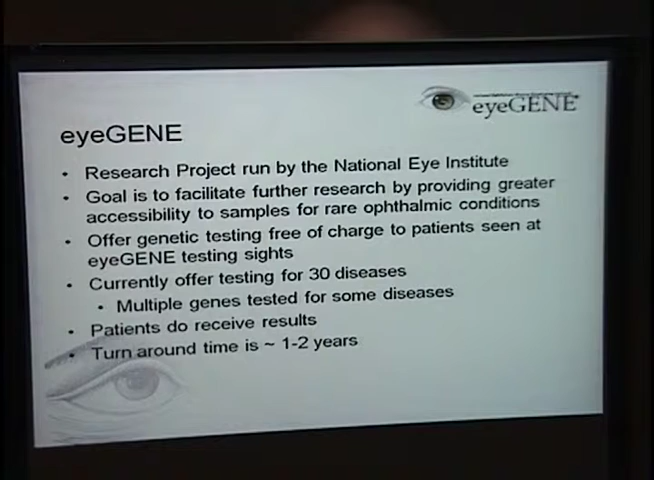 eyeGENE
eyeGENE
• Research Project run by the National Eye Institute
• Goal is to facilitate further research by providing greater
accessibility to samples for rare ophthalmic conditions
• Offer genetic testing free of charge to patients seen at
eyeGENE testing sights
• Currently offer testing for 30 diseases
• Multiple genes tested for some diseases
• Patients do receive results
• Turn around time is ~ 1-2 years